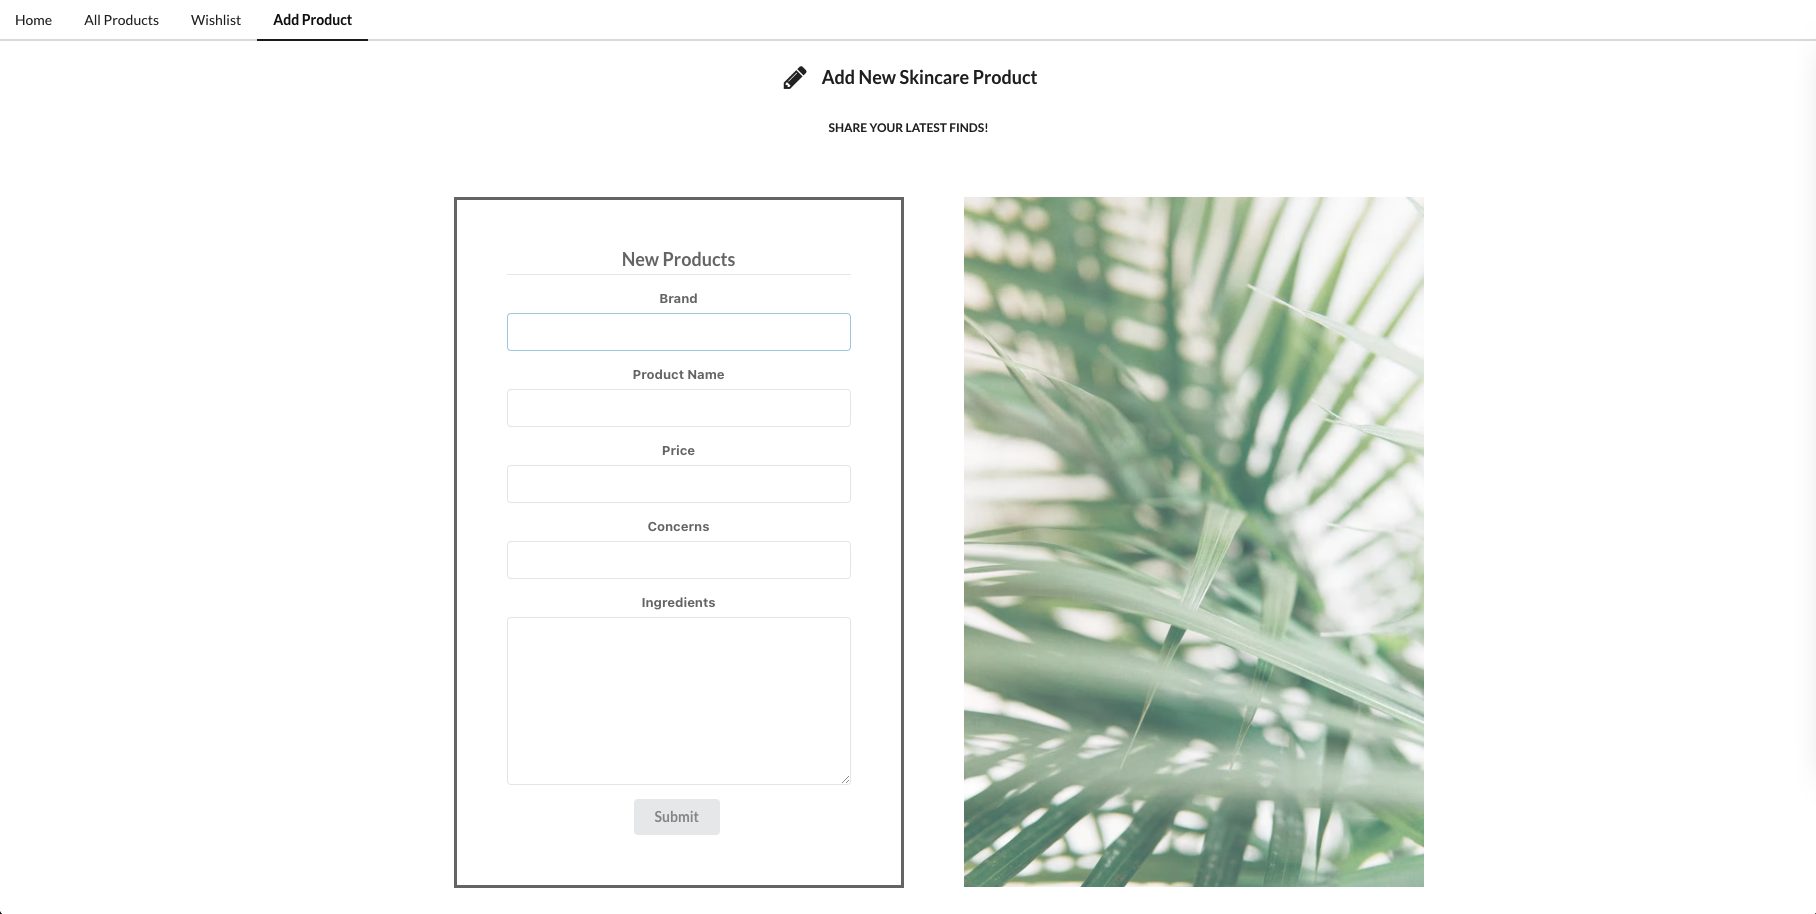 Home All Products Wishlist Add Product
Add New Skincare Product
SHARE YOUR LATEST FINDS!
New Products
Brand
Product Name
Price
Concerns
Ingredients
Submit